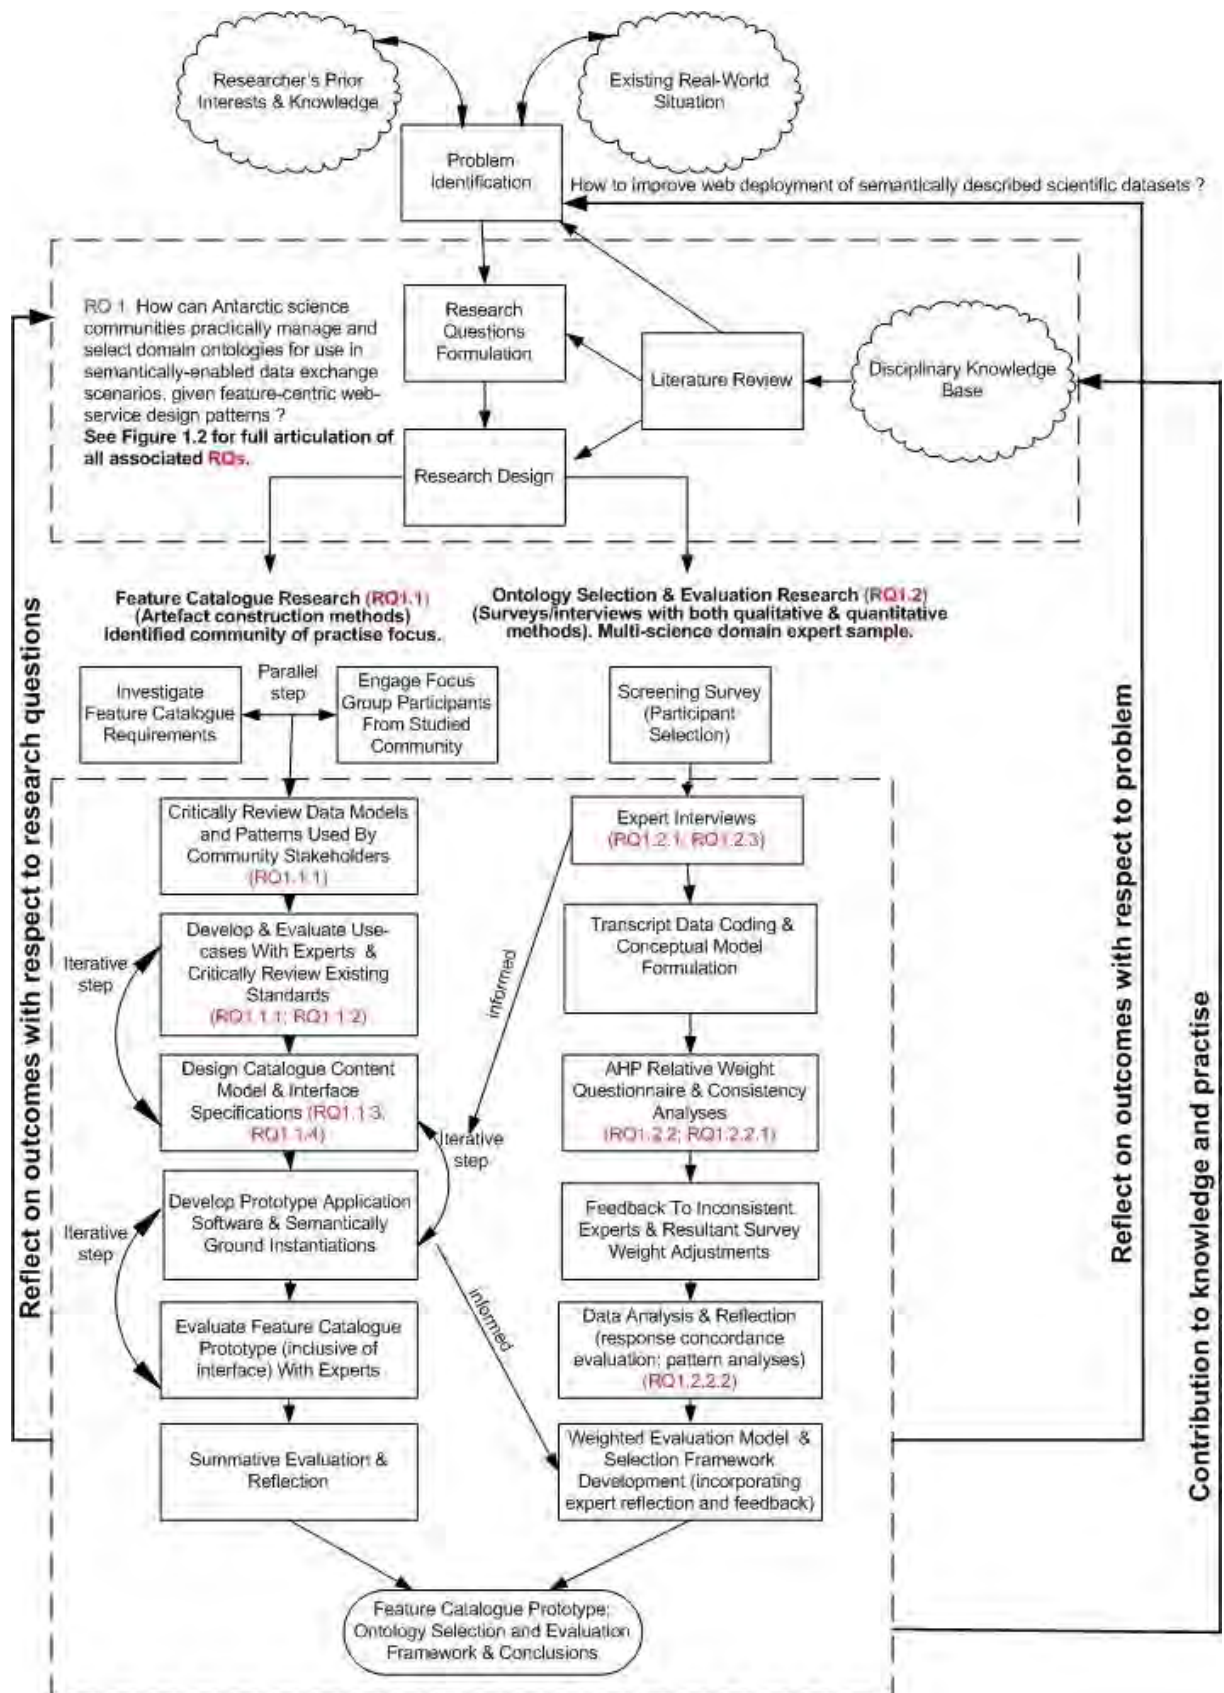 Researcher's Prior
Interests & Knowledge
Existing Real-World
Situation
Problem
Identification
How to improve web deployment of semantically described scientific datasets ?
RQ 1. How can Antarctic science
communities practically manage and
select domain ontologies for use in
semantically-enabled data exchange
scenarios, given feature-centric web-
service design patterns ?
See Figure 1.2 for full articulation of
all associated RQs.
Research
Questions
Formulation
Literature Review
Disciplinary Knowledge
Base
Research Design
Feature Catalogue Research (RQ1.1)
(Artefact construction methods)
Identified community of practise focus.
Ontology Selection & Evaluation Research (RQ1.2)
(Surveys/interviews with both qualitative & quantitative
methods). Multi-science domain expert sample.
Investigate
Feature Catalogue
Requirements
Parallel
step
Engage Focus
Group Participants
From Studied
Community
Screening Survey
(Participant
Selection)
Critically Review Data Models
and Patterns Used By
Community Stakeholders
(RQ1.1.1)
Expert Interviews
(RQ1.2.1; RQ1.2.3)
Develop & Evaluate Use-
cases With Experts & 
Critically Review Existing
Standards
(RQ1.1.1; RQ1.1.2)
Iterative
step
Transcript Data Coding &
Conceptual Model
Formulation
informed
Design Catalogue Content
Model & Interface
Specifications (RQ1.1.3,
RQ1.1.4)
AHP Relative Weight
Questionnaire & Consistency
Analyses
(RQ1.2.2; RQ1.2.2.1)
Iterative
step
Develop Prototype Application
Software & Semantically
Ground Instantiations
Iterative
step
Feedback To Inconsistent
Experts & Resultant Survey
Weight Adjustments
informed
Evaluate Feature Catalogue
Prototype (inclusive of
interface) With Experts
Data Analysis & Reflection
(response concordance
evaluation; pattern analyses)
(RQ1.2.2.2)
Summative Evaluation &
Reflection
Weighted Evaluation Model &
Selection Framework
Development (incorporating
expert reflection and feedback)
Feature Catalogue Prototype;
Ontology Selection and Evaluation
Framework & Conclusions
Reflect on outcomes with respect to research questions
Reflect on outcomes with respect to problem
Contribution to knowledge and practise